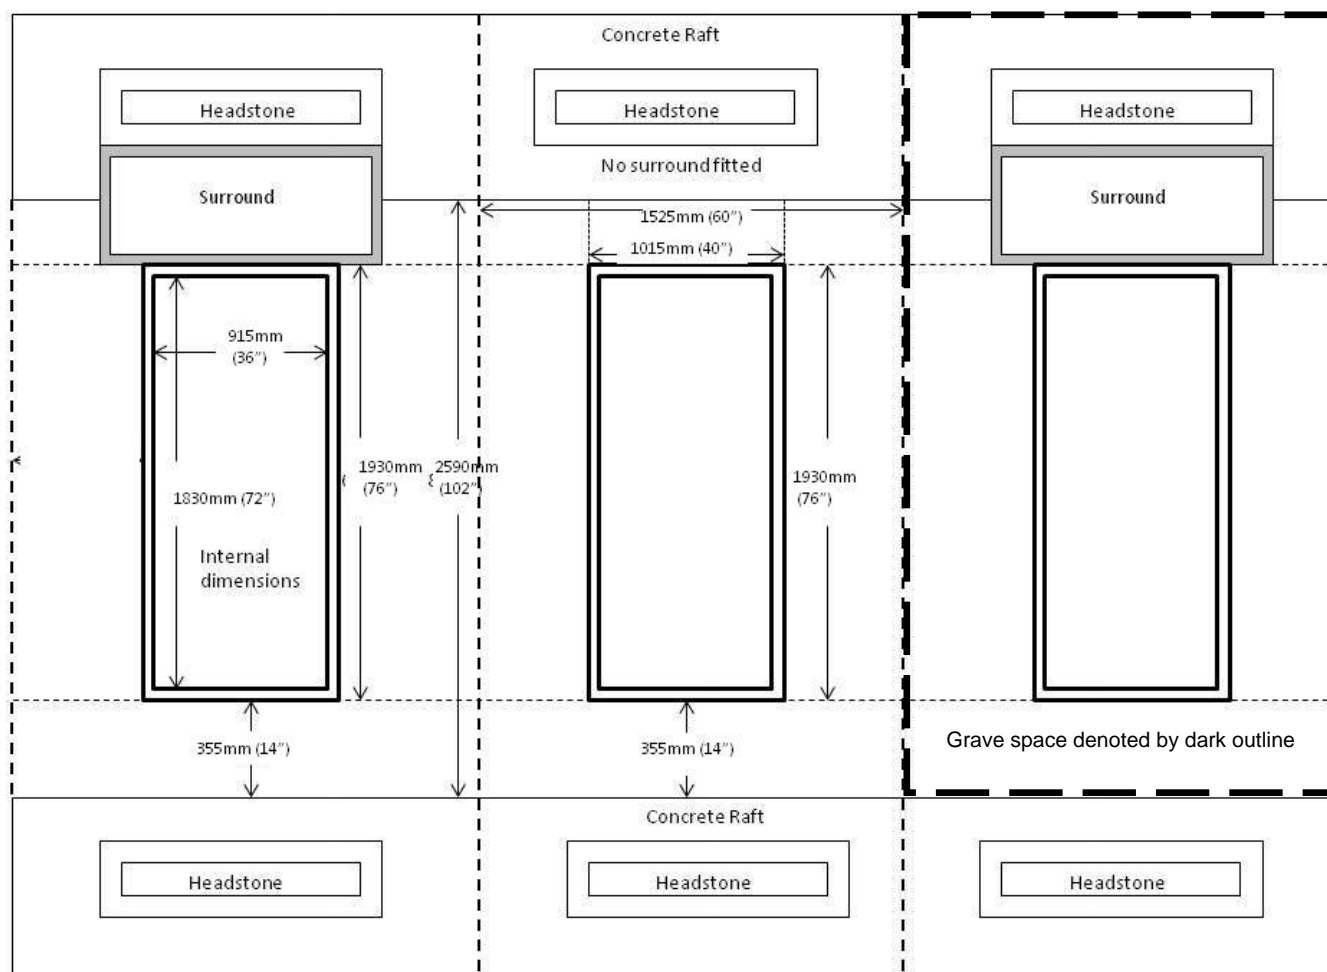 Concrete Raft
Headstone
Headstone
Headstone
No surround fitted
Surround
Surround
1525mm (60”)
1015mm (40”)
915mm
(36”)
1930mm
(76”)
2590mm
(102”)
1930mm
(76”)
1830mm (72”)
Internal
dimensions
355mm (14”)
355mm (14”)
Grave space denoted by dark outline
Concrete Raft
Headstone
Headstone
Headstone